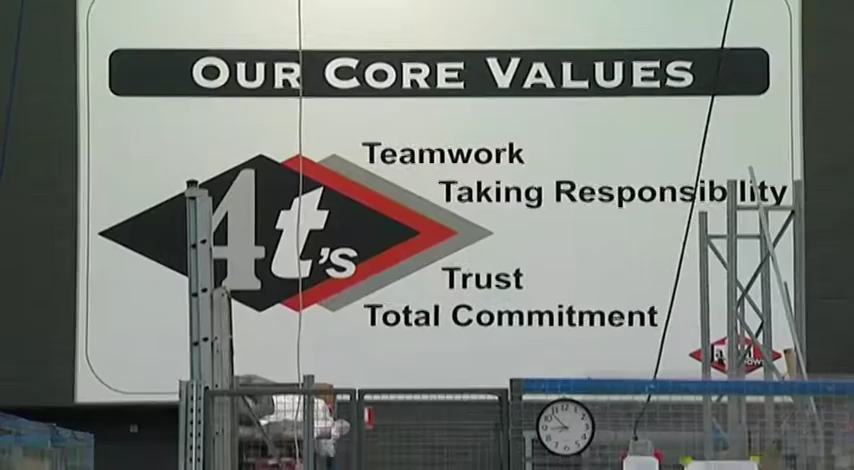 OUR CORE VALUES
4t's
Teamwork
Taking Responsibility
Trust
Total Commitment